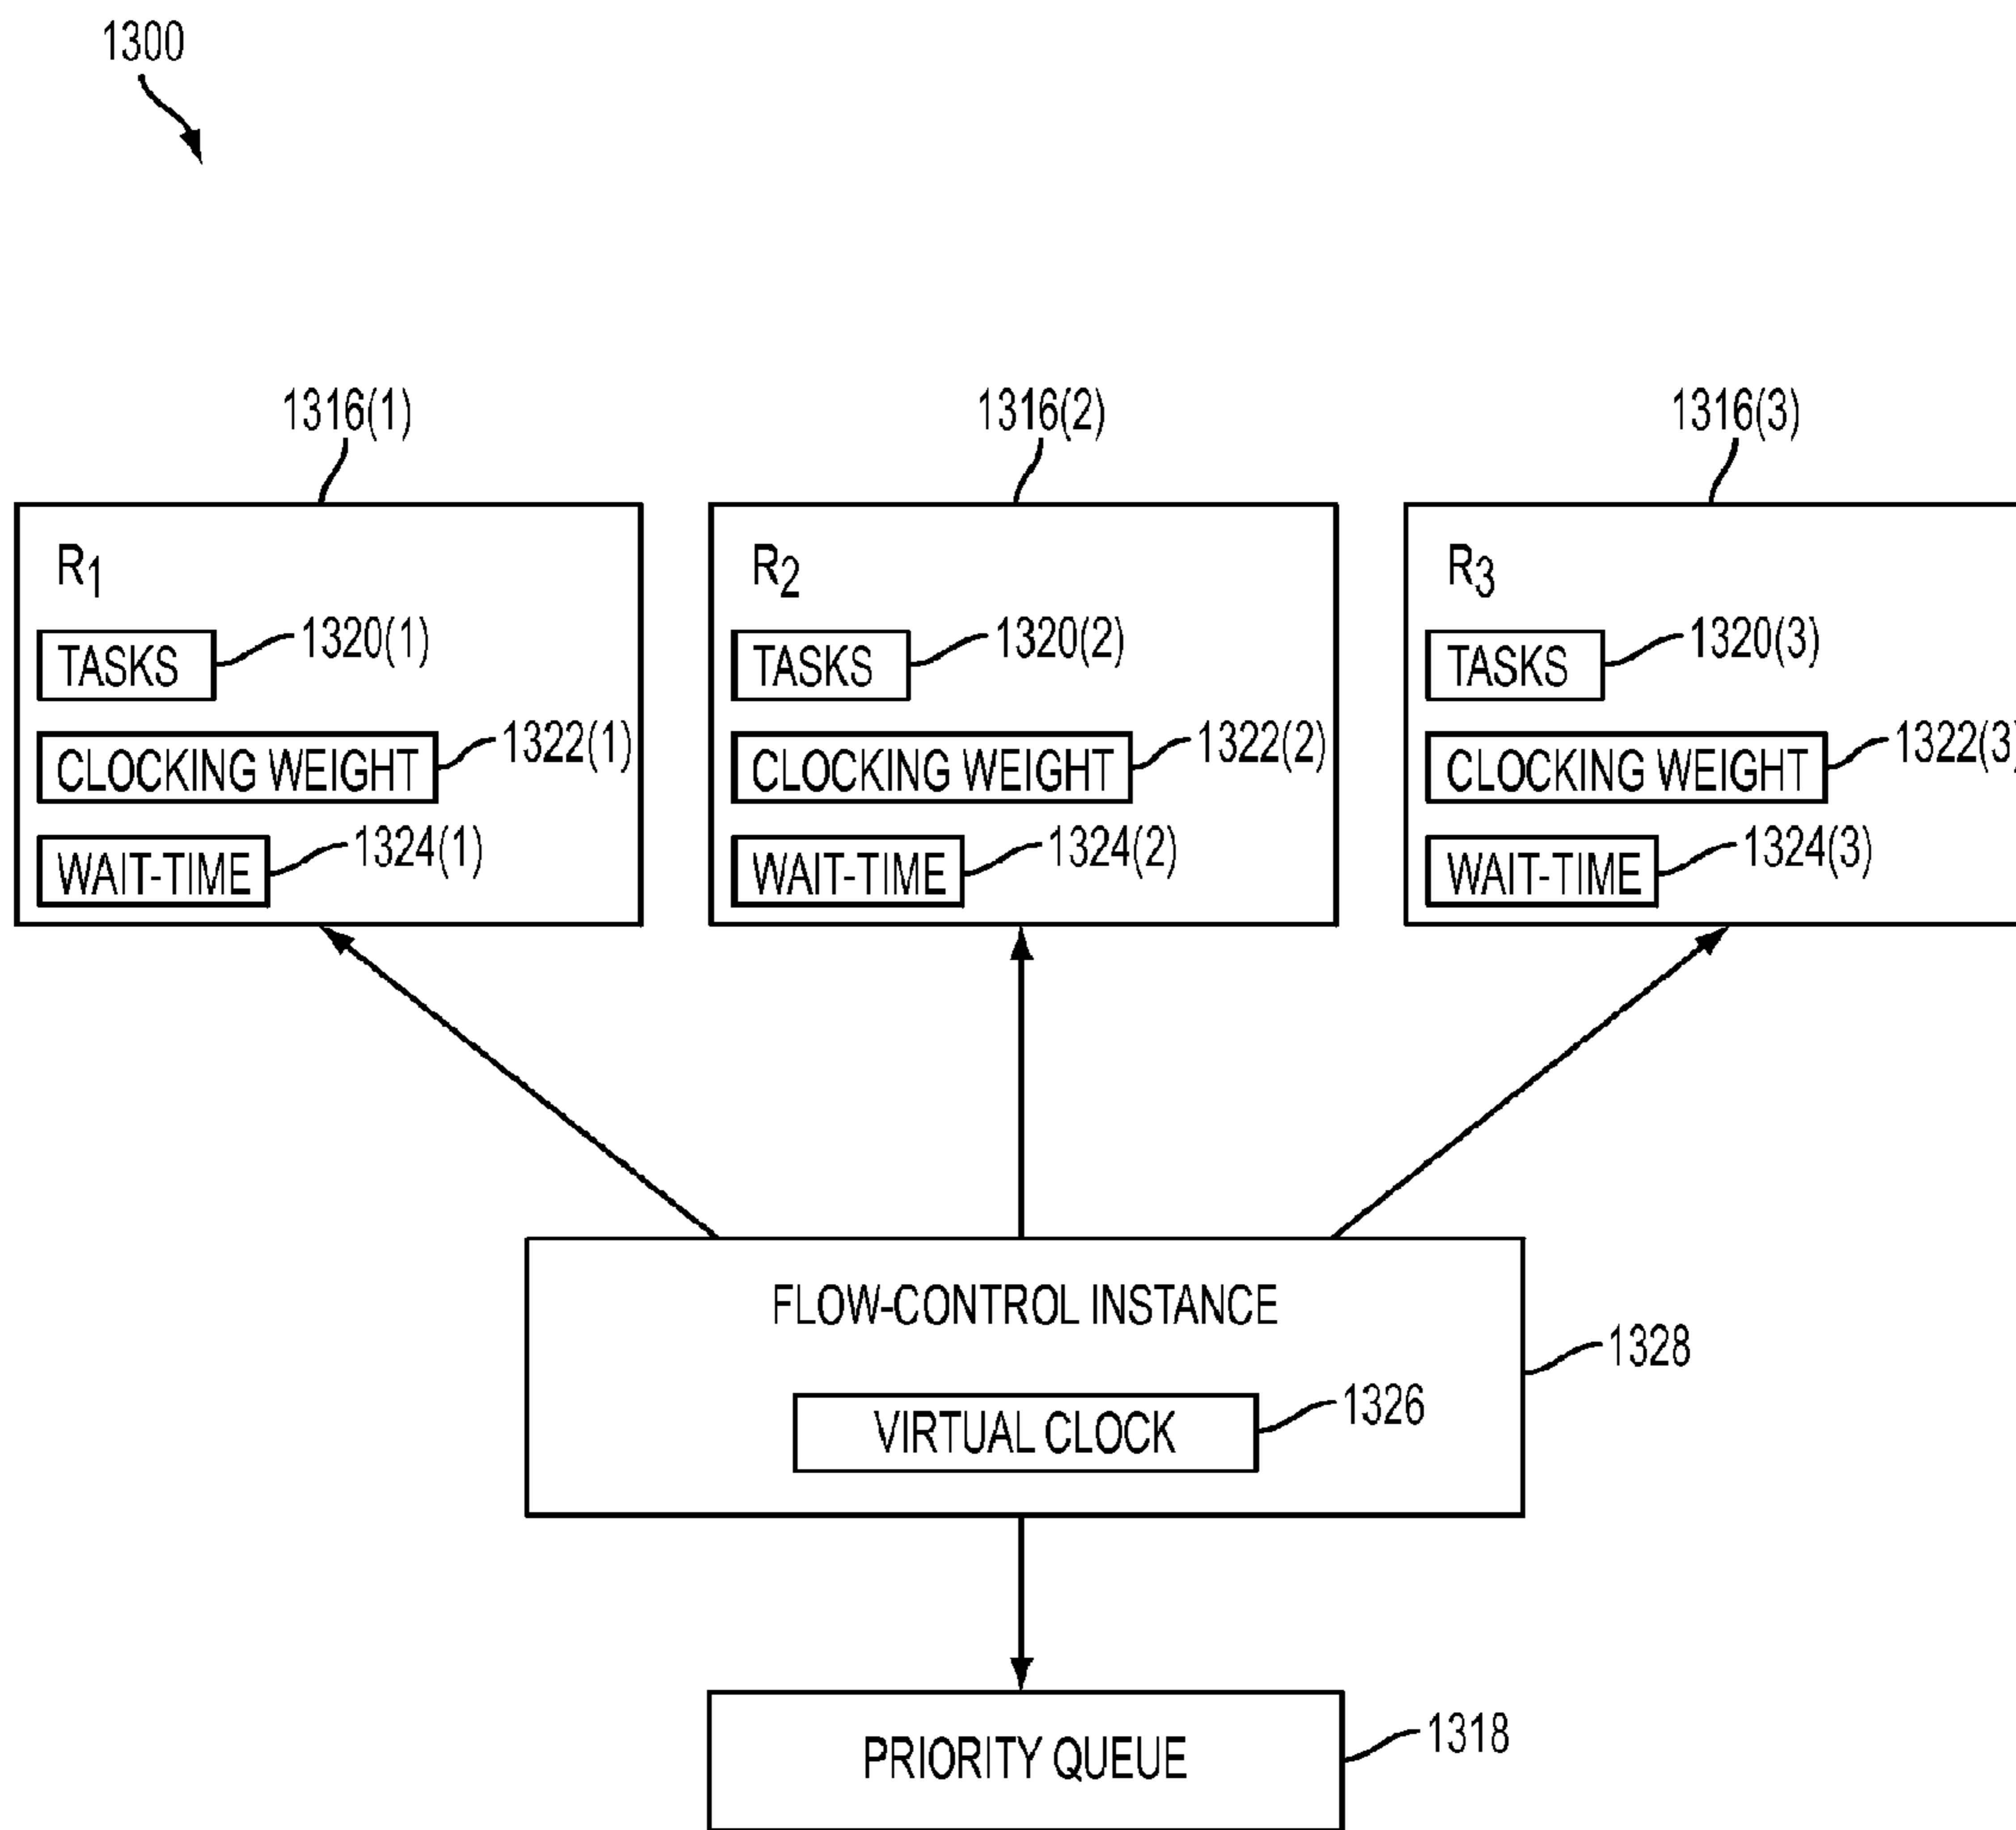 1300
1316(1)
1316(2)
1316(3)
R1
TASKS
1320(1)
CLOCKING WEIGHT
1322(1)
WAIT-TIME
1324(1)
R2
TASKS
1320(2)
CLOCKING WEIGHT
1322(2)
WAIT-TIME
1324(2)
R3
TASKS
1320(3)
CLOCKING WEIGHT
1322(3)
WAIT-TIME
1324(3)
FLOW-CONTROL INSTANCE
1328
VIRTUAL CLOCK
1326
PRIORITY QUEUE
1318